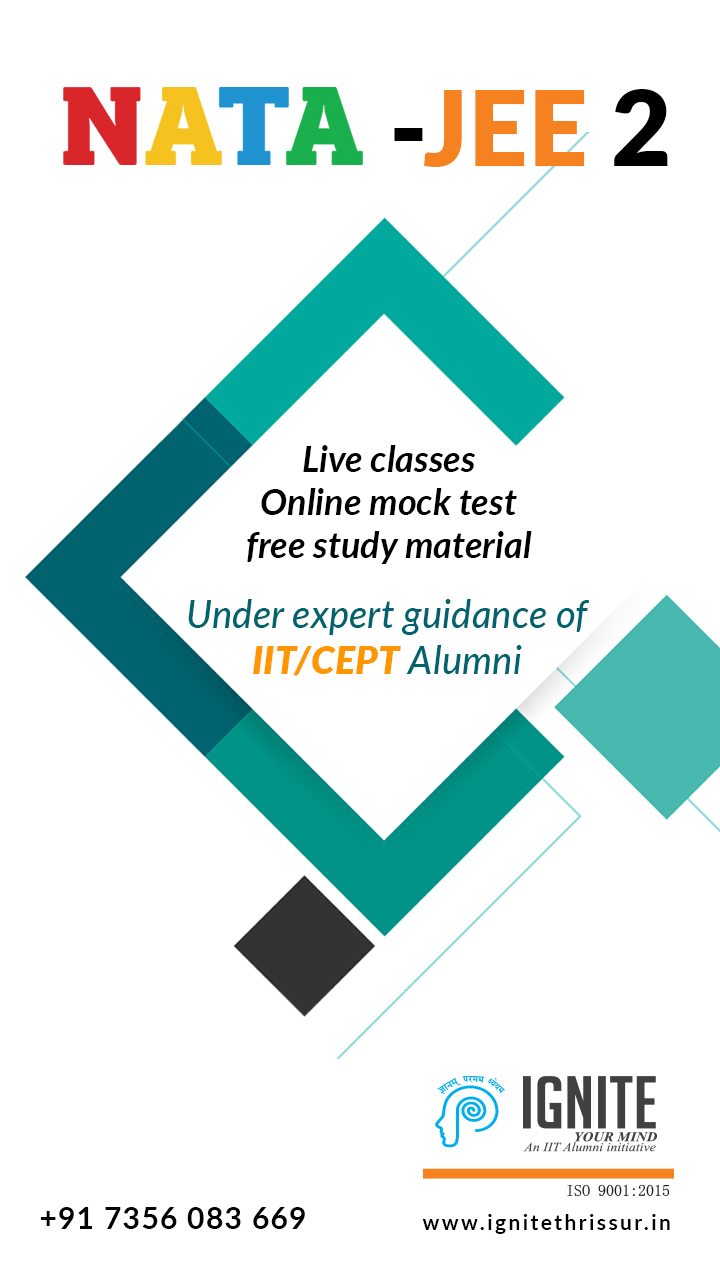 NATA -JEE 2
Live classes
Online mock test
free study material
Under expert guidance of
IIT/CEPT Alumni
ज्ञानम् परमम् ध्येयम्
IGNITE
YOUR MIND
An IIT Alumni initiative
ISO 9001:2015
+91 7356 083 669
www.ignitethrissur.in